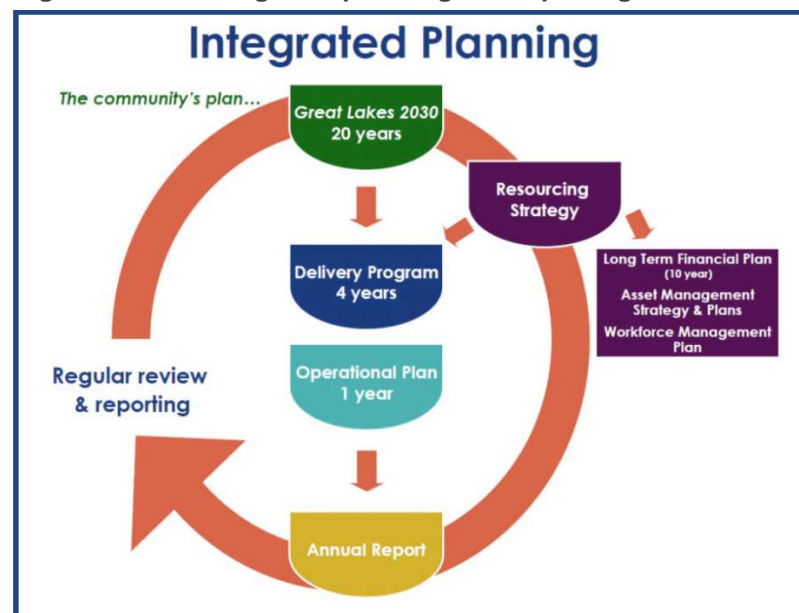 Integrated Planning
The community's plan…
Great Lakes 2030
20 years
Resourcing
Strategy
Delivery Program
4 years
Long Term Financial Plan
(10 year)
Asset Management
Strategy & Plans
Workforce Management
Plan
Operational Plan
1 year
Regular review
& reporting
Annual Report